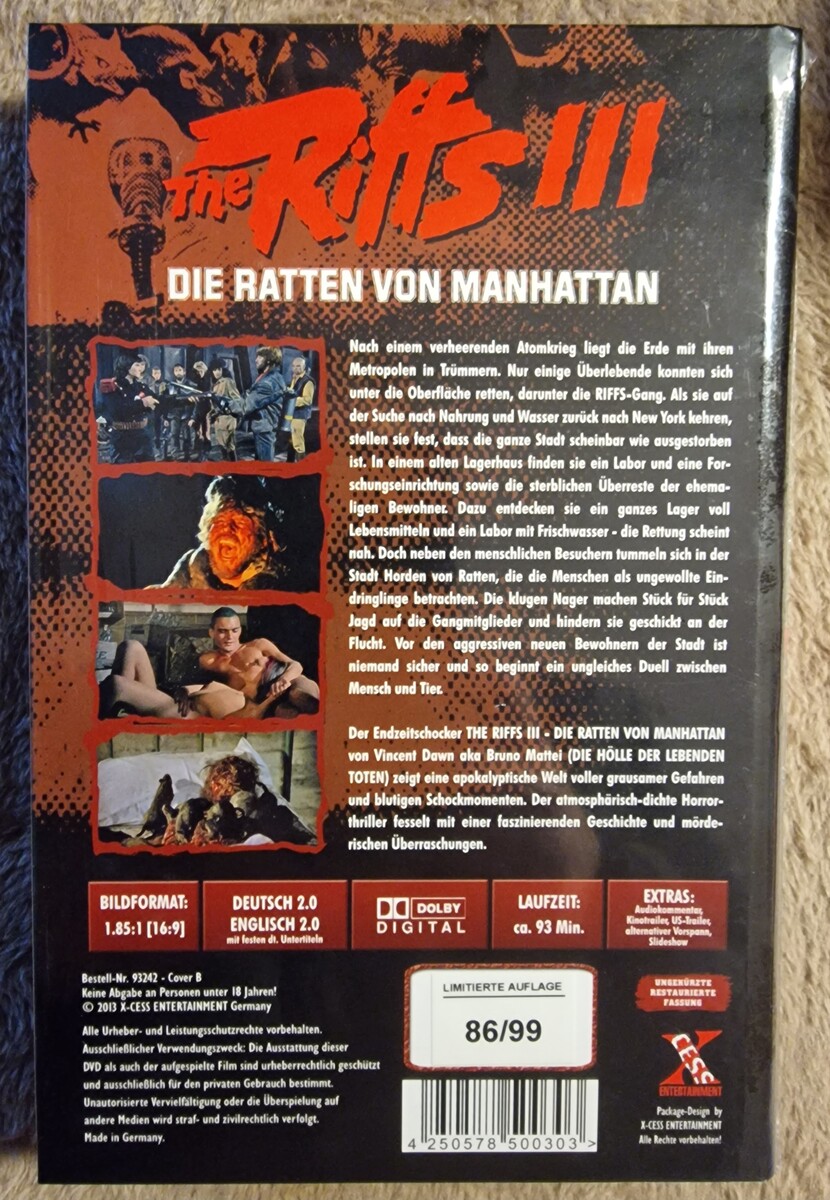 the Riffs III
DIE RATTEN VON MANHATTAN
Nach einem verheerenden Atomkrieg liegt die Erde mit ihren
Metropolen in Trümmern. Nur einige Überlebende konnten sich
unter die Oberfläche retten, darunter die RIFFS-Gang. Als sie auf
der Suche nach Nahrung und Wasser zurück nach New York kehren,
stellen sie fest, dass die ganze Stadt scheinbar wie ausgestorben
ist. In einem alten Lagerhaus finden sie ein Labor und eine For-
schungseinrichtung sowie die sterblichen Überreste der ehema-
ligen Bewohner. Dazu entdecken sie ein ganzes Lager voll
Lebensmitteln und ein Labor mit Frischwasser - die Rettung scheint
nah. Doch neben den menschlichen Besuchern tummeln sich in der
Stadt Horden von Ratten, die die Menschen als ungewollte Ein-
dringlinge betrachten. Die klugen Nager machen Stück für Stück
Jagd auf die Gangmitglieder und hindern sie geschickt an der
Flucht. Vor den aggressiven neuen Bewohnern der Stadt ist
niemand sicher und so beginnt ein ungleiches Duell zwischen
Mensch und Tier.
Der Endzeitschocker THE RIFFS III - DIE RATTEN VON MANHATTAN
von Vincent Dawn aka Bruno Mattei (DIE HÖLLE DER LEBENDEN
TOTEN) zeigt eine apokalyptische Welt voller grausamer Gefahren
und blutigen Schockmomenten. Der atmosphärisch-dichte Horror-
thriller fesselt mit einer faszinierenden Geschichte und mörde-
rischen Überraschungen.
BILDFORMAT:
1.85:1 [16:9]
DEUTSCH 2.0
ENGLISCH 2.0
mit festen dt. Untertiteln
DOLBY
DIGITAL
LAUFZEIT:
ca. 93 Min.
EXTRAS:
Audiokommentar,
Kinotrailer, US-Trailer,
alternativer Vorspann,
Slideshow
Bestell-Nr. 93242 - Cover B
Keine Abgabe an Personen unter 18 Jahren!
© 2013 X-CESS ENTERTAINMENT Germany
Alle Urheber- und Leistungsschutzrechte vorbehalten.
Ausschließlicher Verwendungszweck: Die Ausstattung dieser
DVD als auch der aufgespielte Film sind urheberrechtlich geschützt
und ausschließlich für den privaten Gebrauch bestimmt.
Unautorisierte Vervielfältigung oder die Überspielung auf
andere Medien wird straf- und zivilrechtlich verfolgt.
Made in Germany.
LIMITIERTE AUFLAGE
86/99
4 250578 500303 >
UNGEKÜRZTE
RESTAURIERTE
FASSUNG
XCESS
ENTERTAINMENT
Package-Design by
X-CESS ENTERTAINMENT
Alle Rechte vorbehalten!